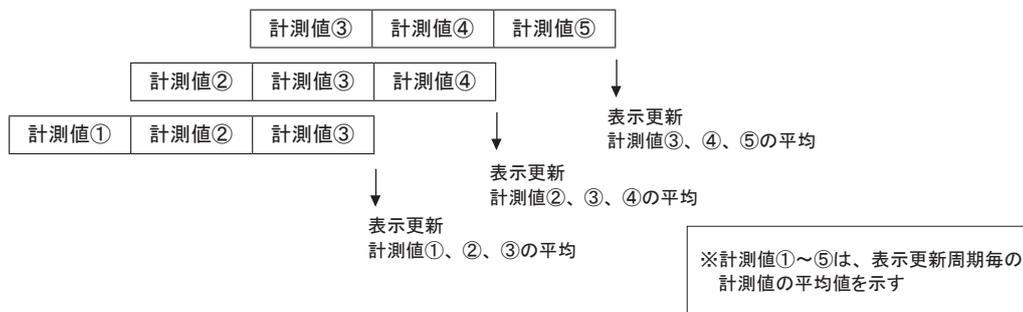 計測値③ 計測値④ 計測値⑤
計測値② 計測値③ 計測値④
表示更新
計測値③、④、⑤の平均
計測値① 計測値② 計測値③
表示更新
計測値②、③、④の平均
表示更新
計測値①、②、③の平均
※計測値①～⑤は、表示更新周期毎の
計測値の平均値を示す